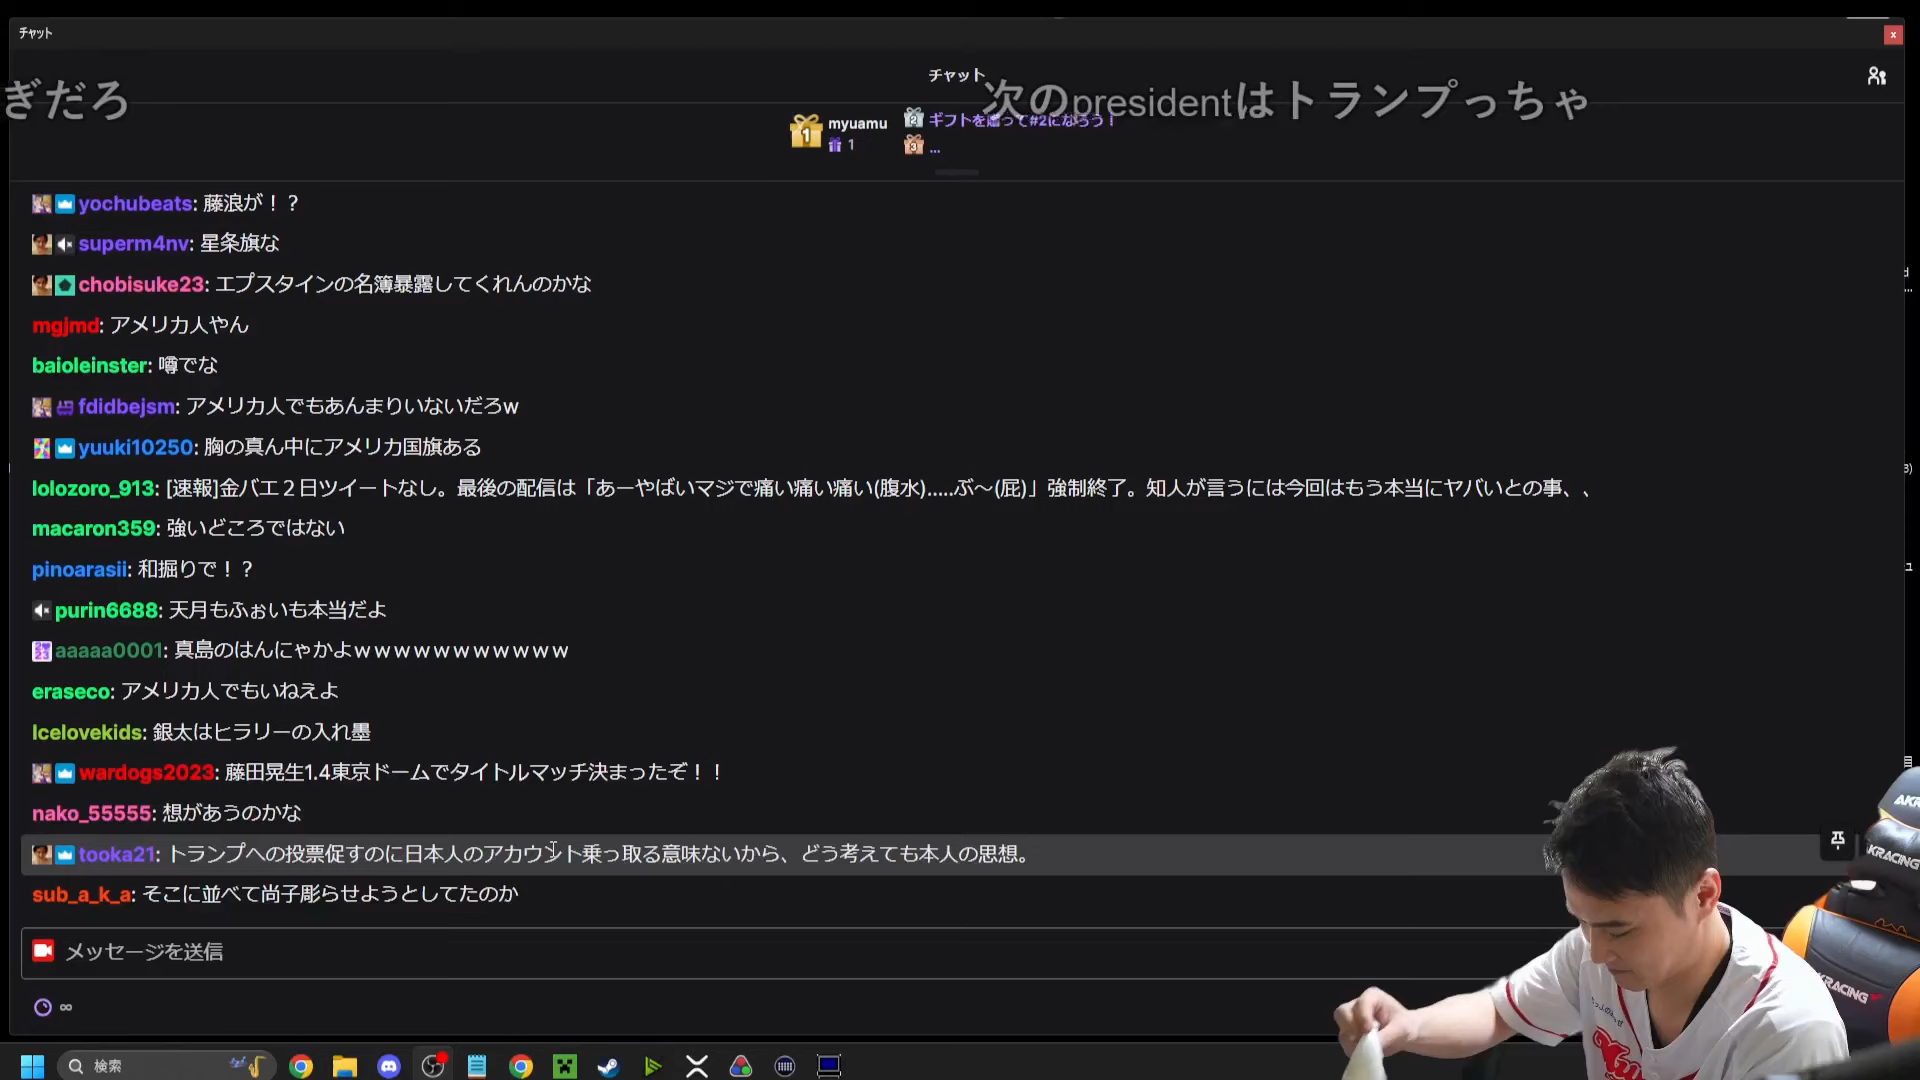 チャット
x
チャット
ぎだろ
次のpresidentはトランプっちゃ
1 myuamu
1
2 ギフトを贈って#2になろう！
3 ...
yochubeats: 藤浪が！？
superm4nv: 星条旗な
chobisuke23: エプスタインの名簿暴露してくれんのかな
mgjmd: アメリカ人やん
baioleinster: 噂でな
fdidbejsm: アメリカ人でもあんまりいないだろw
yuuki10250: 胸の真ん中にアメリカ国旗ある
lolozoro_913: [速報]金バエ２日ツイートなし。最後の配信は「あーやばいマジで痛い痛い痛い(腹水).....ぶ〜(屁)」強制終了。知人が言うには今回はもう本当にヤバいとの事、、
macaron359: 強いどころではない
pinoarasii: 和掘りで！？
purin6688: 天月もふぉいも本当だよ
aaaaa0001: 真島のはんにゃかよｗｗｗｗｗｗｗｗｗｗｗ
eraseco: アメリカ人でもいねえよ
Icelovekids: 銀太はヒラリーの入れ墨
wardogs2023: 藤田晃生1.4東京ドームでタイトルマッチ決まったぞ！！
nako_55555: 想があうのかな
tooka21: トランプへの投票促すのに日本人のアカウント乗っ取る意味ないから、どう考えても本人の思想。
sub_a_k_a: そこに並べて尚子彫らせようとしてたのか
メッセージを送信
∞
検索
AKRACING
AKRACING